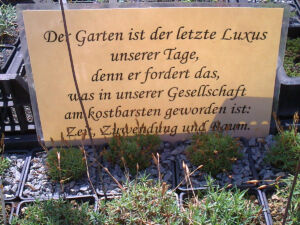 Der Garten ist der letzte Luxus
unserer Tage,
denn er fordert das,
was in unserer Gesellschaft
am kostbarsten geworden ist:
Zeit, Zuwendung und Raum.